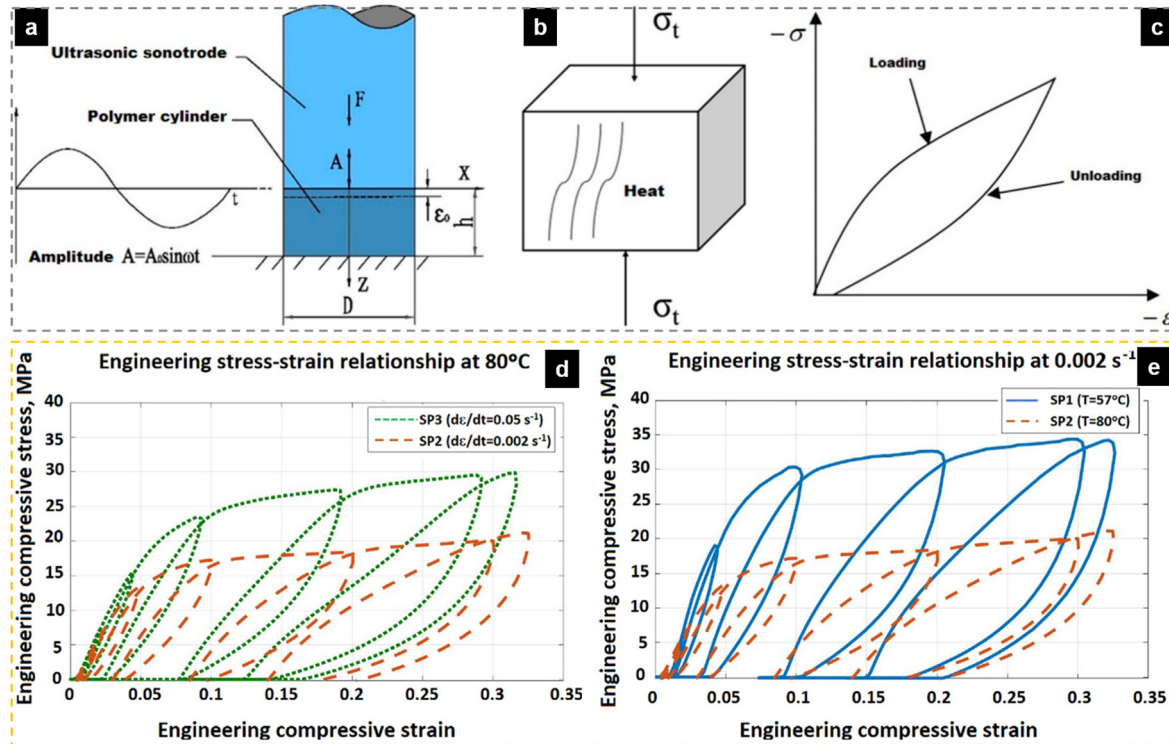 a
Ultrasonic sonotrode
Polymer cylinder
F
A
X
t
ε₀
h
Amplitude A=A₀sinωt
Z
D
b
σt
Heat
σt
c
−σ
Loading
Unloading
−ε
Engineering stress-strain relationship at 80°C
d
Engineering compressive stress, MPa
40
35
30
25
20
15
10
5
0
SP3 (dε/dt=0.05 s⁻¹)
SP2 (dε/dt=0.002 s⁻¹)
0 0.05 0.1 0.15 0.2 0.25 0.3 0.35
Engineering compressive strain
Engineering stress-strain relationship at 0.002 s⁻¹
e
Engineering compressive stress, MPa
40
35
30
25
20
15
10
5
0
SP1 (T=57°C)
SP2 (T=80°C)
0 0.05 0.1 0.15 0.2 0.25 0.3 0.35
Engineering compressive strain